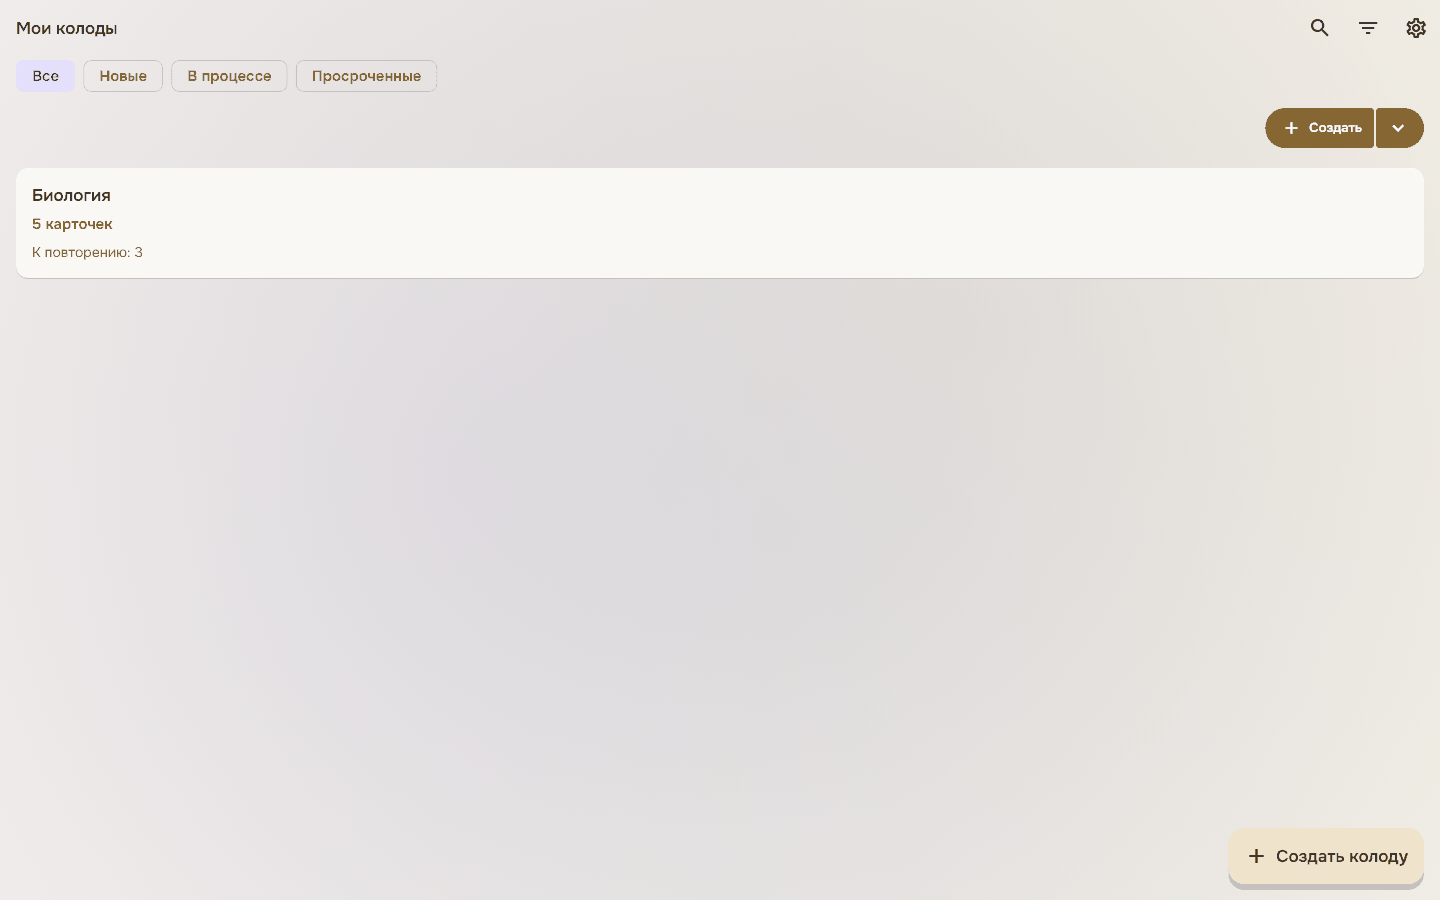 Мои колоды
Все
Новые
В процессе
Просроченные
Создать
Биология
5 карточек
К повторению: 3
Создать колоду